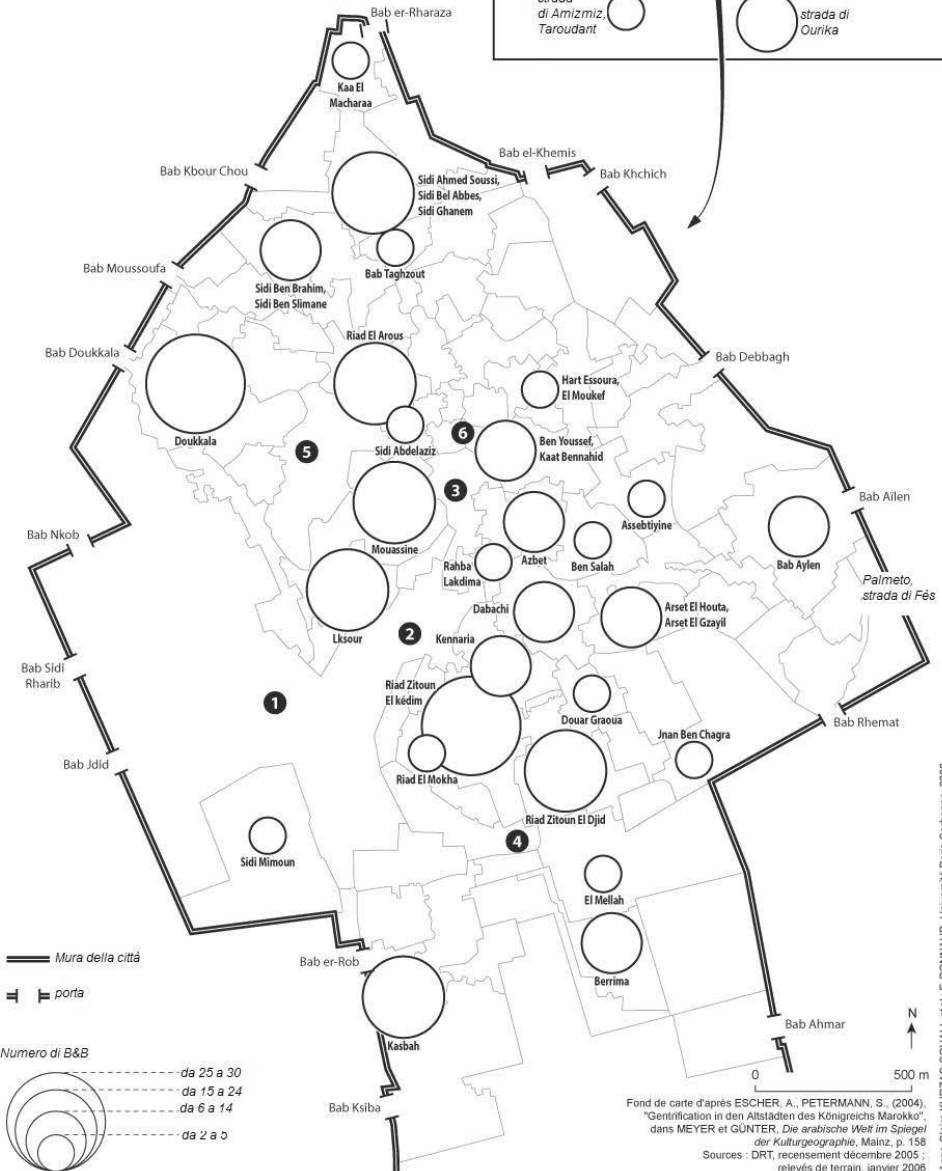 strada
di Amizmiz,
Taroudant
strada di
Ourika
Bab er-Rharaza
Kaa El
Macharaa
Bab el-Khemis
Bab Kbour Chou
Bab Khchich
Sidi Ahmed Soussi,
Sidi Bel Abbes,
Sidi Ghanem
Bab Taghzout
Sidi Ben Brahim,
Sidi Ben Slimane
Bab Moussoufa
Riad El Arous
Bab Doukkala
Bab Debbagh
Hart Essoura,
El Moukef
Doukkala
Sidi Abdelaziz
6
5
Ben Youssef,
Kaat Bennahid
3
Assebtiyine
Bab Aïlen
Bab Nkob
Mouassine
Azbet
Ben Salah
Bab Aylen
Rahba
Lakdima
Palmeto,
strada di Fès
Dabachi
Arset El Houta,
Arset El Gzayil
Lksour
2
Kennaria
Bab Sidi
Rharib
Riad Zitoun
El kédim
1
Douar Graoua
Bab Rhemat
Jnan Ben Chagra
Bab Jdid
Riad El Mokha
Riad Zitoun El Djid
4
Sidi Mimoun
El Mellah
Mura della città
Bab er-Rob
Berrima
porta
Kasbah
Bab Ahmar
N
Numero di B&B
da 25 a 30
da 15 a 24
da 6 a 14
da 2 a 5
0
500 m
Bab Ksiba
Fond de carte d'après ESCHER, A., PETERMANN, S., (2004),
"Gentrification in den Altstädten des Königreichs Marokko",
dans MEYER et GÜNTER, Die arabische Welt im Spiegel
der Kulturgeographie, Mainz, p. 158
Sources : DRT, recensement décembre 2005 ;
relevés de terrain, janvier 2006